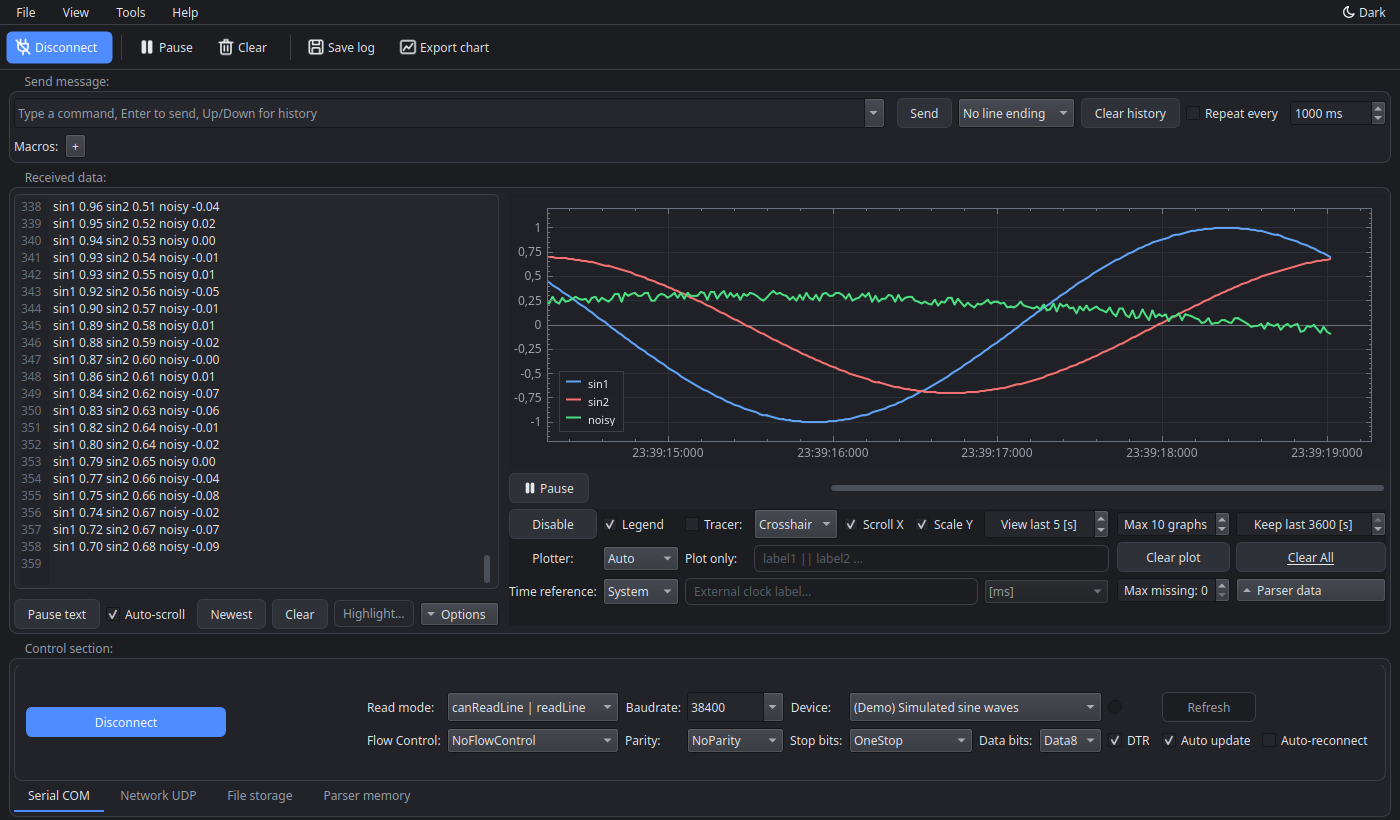 File View Tools Help Dark
Disconnect Pause Clear Save log Export chart
Send message:
Type a command, Enter to send, Up/Down for history Send No line ending Clear history Repeat every 1000 ms
Macros: +
Received data:
338 sin1 0.96 sin2 0.51 noisy -0.04
339 sin1 0.95 sin2 0.52 noisy 0.02
340 sin1 0.94 sin2 0.53 noisy 0.00
341 sin1 0.93 sin2 0.54 noisy -0.01
342 sin1 0.93 sin2 0.55 noisy 0.01
343 sin1 0.92 sin2 0.56 noisy -0.05
344 sin1 0.90 sin2 0.57 noisy -0.01
345 sin1 0.89 sin2 0.58 noisy 0.01
346 sin1 0.88 sin2 0.59 noisy -0.02
347 sin1 0.87 sin2 0.60 noisy -0.00
348 sin1 0.86 sin2 0.61 noisy 0.01
349 sin1 0.84 sin2 0.62 noisy -0.07
350 sin1 0.83 sin2 0.63 noisy -0.06
351 sin1 0.82 sin2 0.64 noisy -0.01
352 sin1 0.80 sin2 0.64 noisy -0.02
353 sin1 0.79 sin2 0.65 noisy 0.00
354 sin1 0.77 sin2 0.66 noisy -0.04
355 sin1 0.75 sin2 0.66 noisy -0.08
356 sin1 0.74 sin2 0.67 noisy -0.02
357 sin1 0.72 sin2 0.67 noisy -0.07
358 sin1 0.70 sin2 0.68 noisy -0.09
359
Pause text Auto-scroll Newest Clear Highlight... Options
1
0,75
0,5
0,25
0
-0,25
-0,5
-0,75
-1
sin1
sin2
noisy
23:39:15:000 23:39:16:000 23:39:17:000 23:39:18:000 23:39:19:000
Pause
Disable Legend Tracer: Crosshair Scroll X Scale Y View last 5 [s] Max 10 graphs Keep last 3600 [s]
Plotter: Auto Plot only: label1 || label2 ... Clear plot Clear All
Time reference: System External clock label... [ms] Max missing: 0 Parser data
Control section:
Disconnect
Read mode: canReadLine | readLine Baudrate: 38400 Device: (Demo) Simulated sine waves Refresh
Flow Control: NoFlowControl Parity: NoParity Stop bits: OneStop Data bits: Data8 DTR Auto update Auto-reconnect
Serial COM Network UDP File storage Parser memory